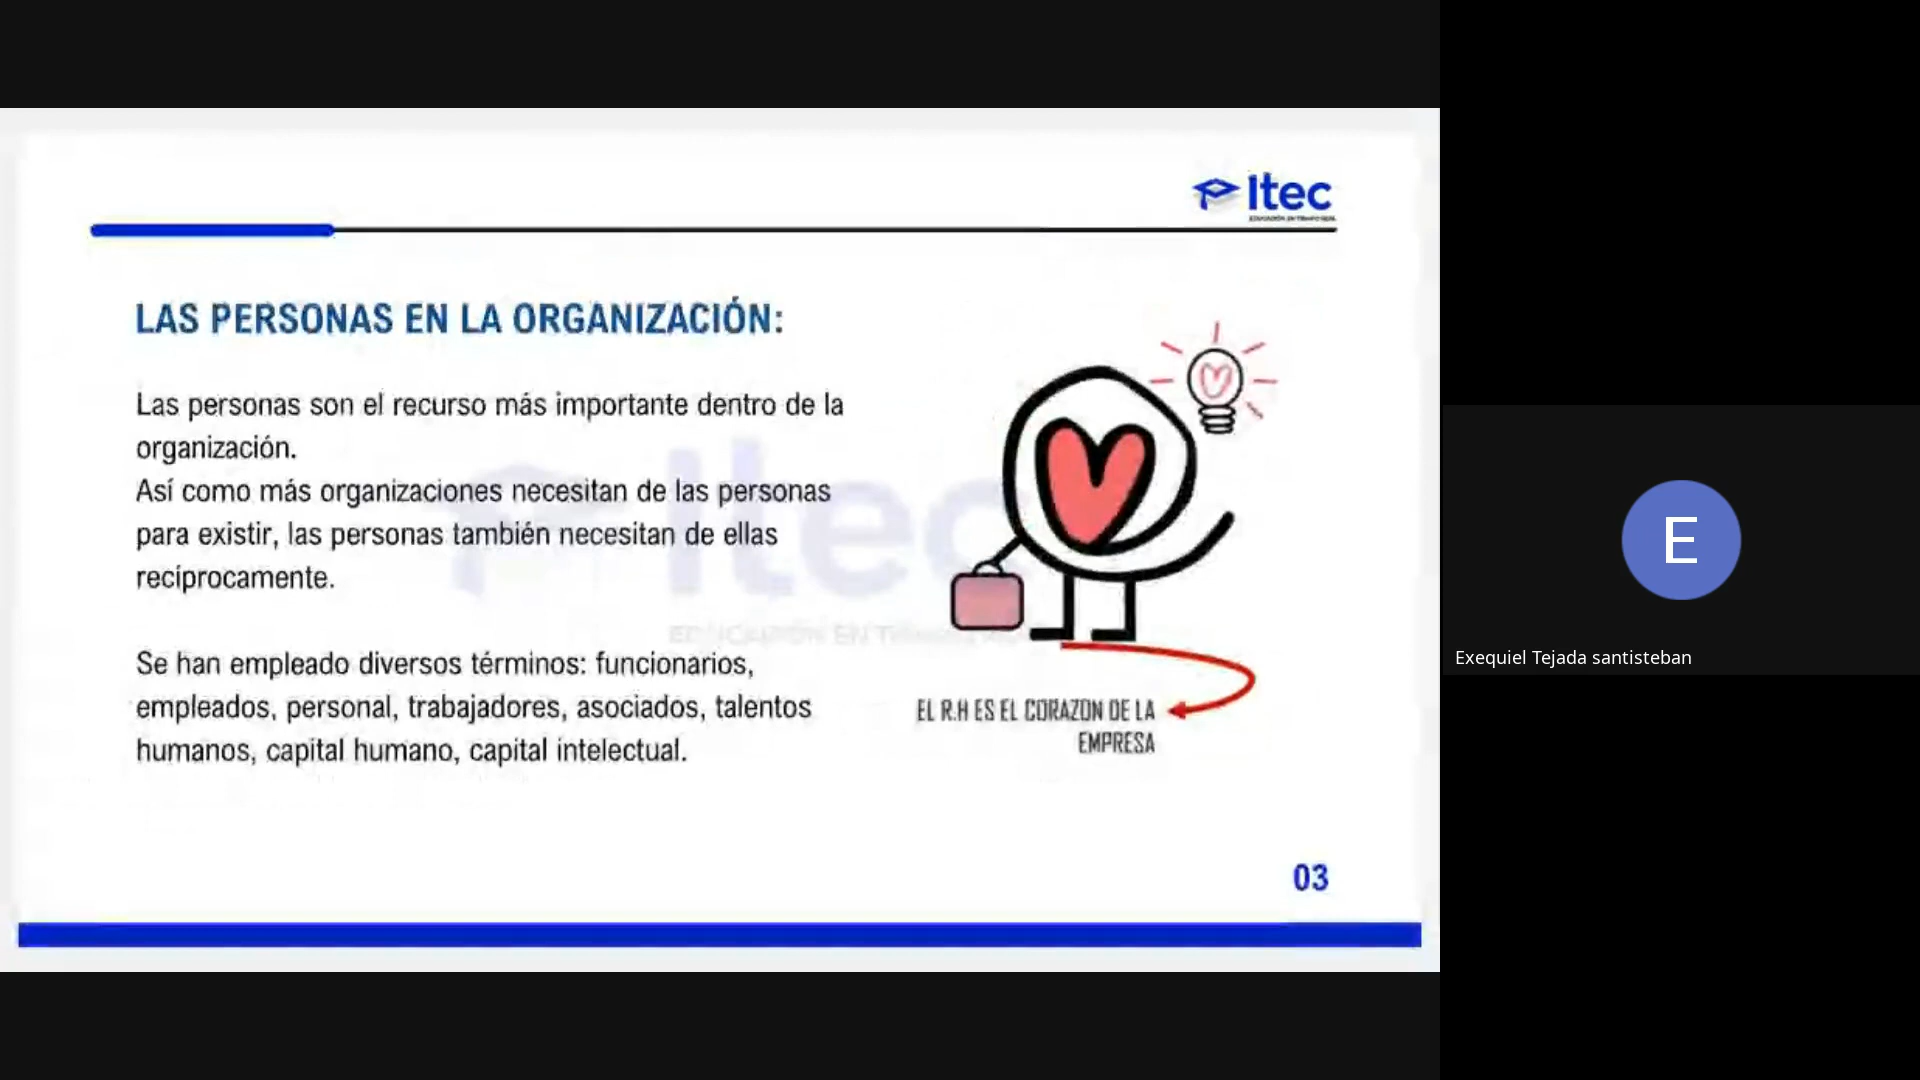 Itec
LAS PERSONAS EN LA ORGANIZACIÓN:
Las personas son el recurso más importante dentro de la
organización.
Así como más organizaciones necesitan de las personas
para existir, las personas también necesitan de ellas
recíprocamente.
Se han empleado diversos términos: funcionarios,
empleados, personal, trabajadores, asociados, talentos
humanos, capital humano, capital intelectual.
Itec
EDUCACIÓN EN
EL R.H ES EL CORAZON DE LA
EMPRESA
03
E
Exequiel Tejada santisteban